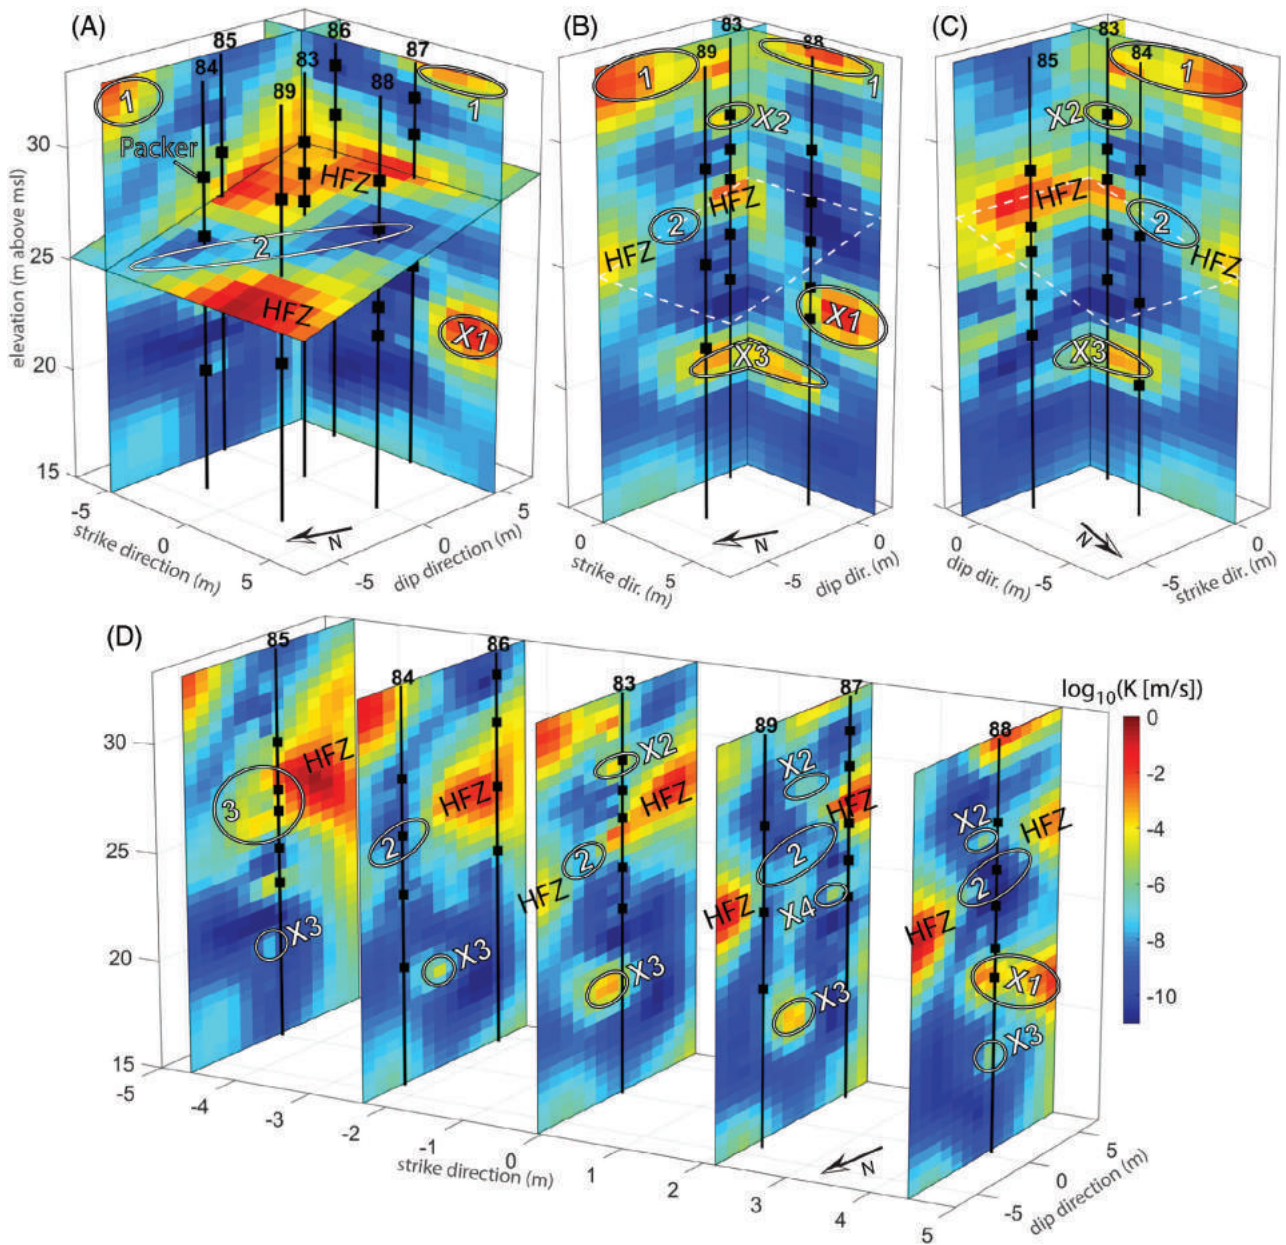 (A)
85
86
87
84
83
88
89
1
1
Packer
HFZ
2
HFZ
X1
elevation (m above msl)
30
25
20
15
-5
0
5
strike direction (m)
N
-5
0
5
dip direction (m)
(B)
83
89
88
1
1
X2
HFZ
2
HFZ
X1
X3
0
5
strike dir. (m)
N
-5
0
dip dir. (m)
(C)
83
85
84
1
X2
HFZ
2
HFZ
X3
0
-5
dip dir. (m)
N
-5
0
strike dir. (m)
(D)
85
86
84
83
87
89
88
30
25
20
15
HFZ
3
X3
HFZ
2
X3
X2
HFZ
2
HFZ
X3
X2
HFZ
2
HFZ
X4
X3
X2
HFZ
2
HFZ
X1
X3
-5
-4
-3
-2
-1
0
1
2
3
4
5
strike direction (m)
N
-5
0
5
dip direction (m)
log10(K [m/s])
0
-2
-4
-6
-8
-10